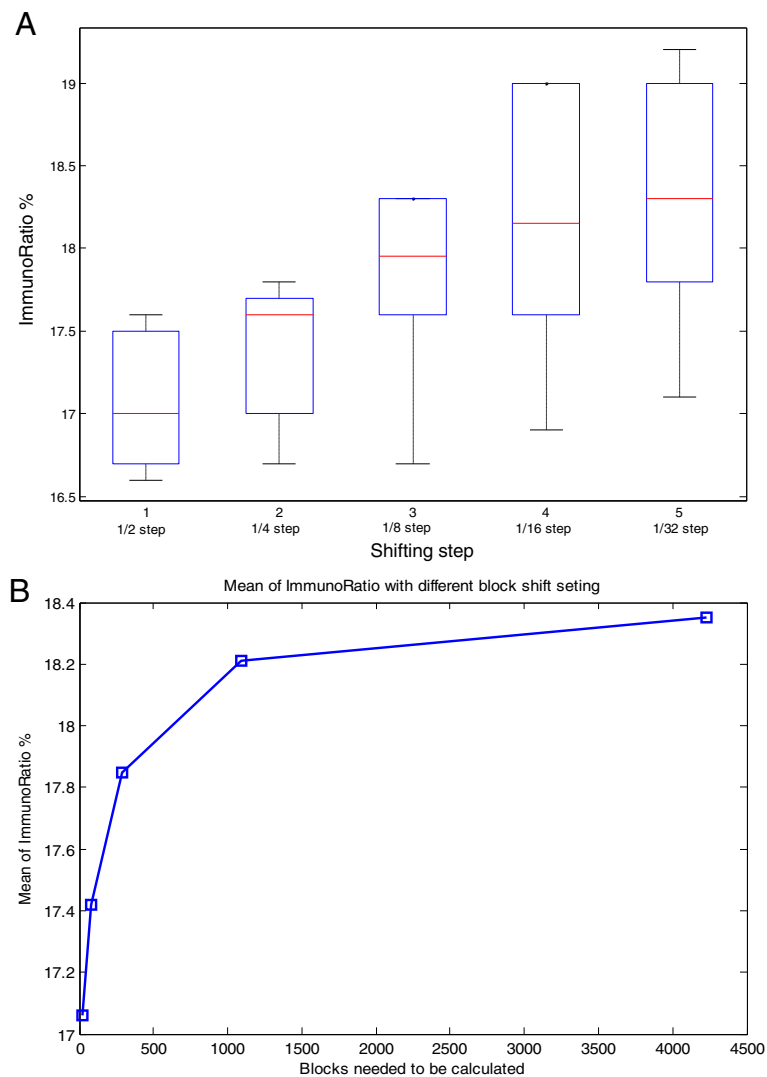 A
ImmunoRatio %
19
18.5
18
17.5
17
16.5
1 2 3 4 5
1/2 step 1/4 step 1/8 step 1/16 step 1/32 step
Shifting step
B
Mean of ImmunoRatio with different block shift seting
Mean of ImmunoRatio %
18.4
18.2
18
17.8
17.6
17.4
17.2
17
0 500 1000 1500 2000 2500 3000 3500 4000 4500
Blocks needed to be calculated